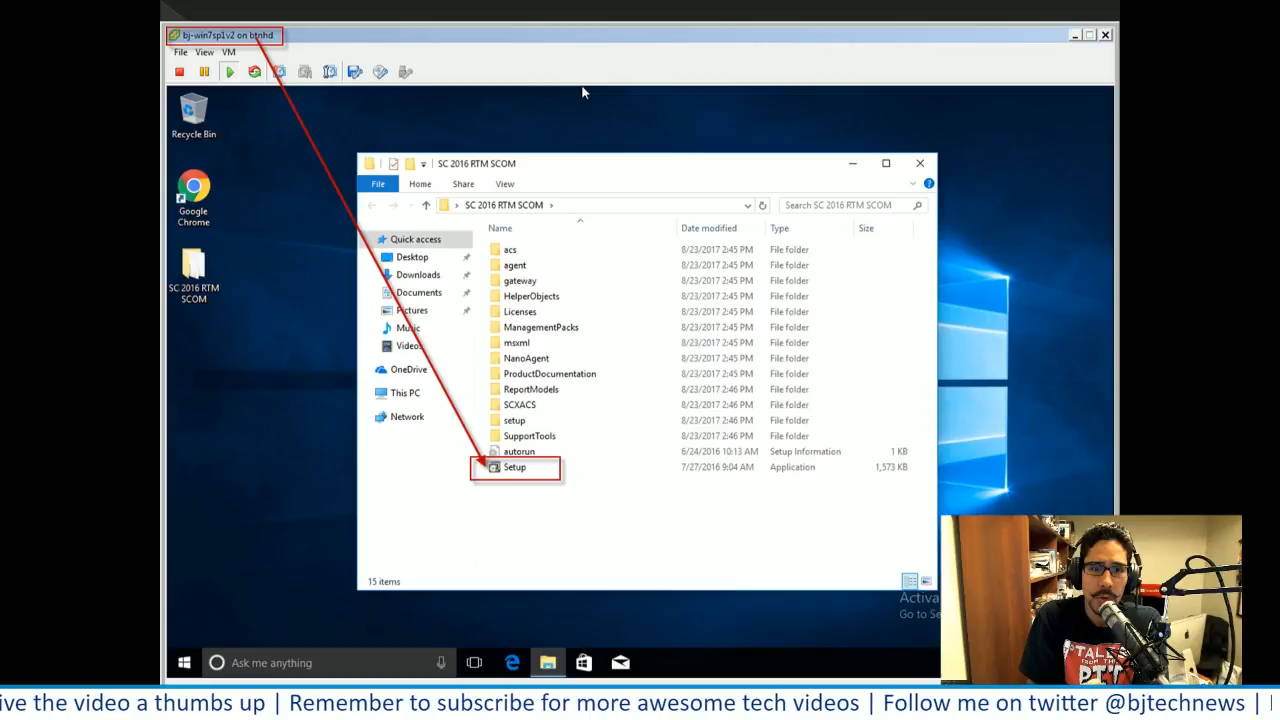 bj-win7sp1v2 on btnhd
File View VM
Recycle Bin
Google Chrome
SC 2016 RTM SCOM
SC 2016 RTM SCOM
File Home Share View
SC 2016 RTM SCOM
Search SC 2016 RTM SCOM
Quick access
Desktop
Downloads
Documents
Pictures
Music
Videos
OneDrive
This PC
Network
Name Date modified Type Size
acs 8/23/2017 2:45 PM File folder
agent 8/23/2017 2:45 PM File folder
gateway 8/23/2017 2:45 PM File folder
HelperObjects 8/23/2017 2:45 PM File folder
Licenses 8/23/2017 2:45 PM File folder
ManagementPacks 8/23/2017 2:45 PM File folder
msxml 8/23/2017 2:45 PM File folder
NanoAgent 8/23/2017 2:45 PM File folder
ProductDocumentation 8/23/2017 2:45 PM File folder
ReportModels 8/23/2017 2:46 PM File folder
SCXACS 8/23/2017 2:46 PM File folder
setup 8/23/2017 2:46 PM File folder
SupportTools 8/23/2017 2:46 PM File folder
autorun 6/24/2016 10:13 AM Setup Information 1 KB
Setup 7/27/2016 9:04 AM Application 1,573 KB
15 items
Activa
Go to Se
TALES
FROM THE
Ask me anything
ive the video a thumbs up | Remember to subscribe for more awesome tech videos | Follow me on twitter @bjtechnews |